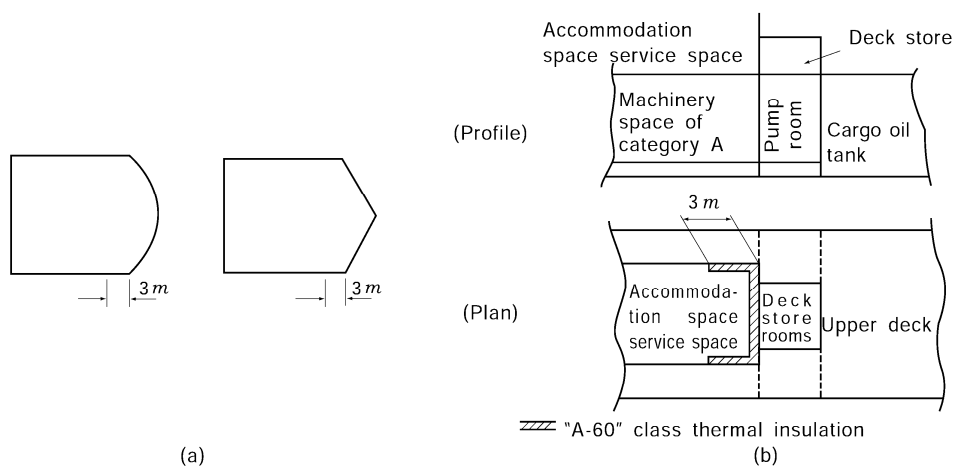 3 m
3 m
(a)
Accommodation
space service space
Deck store
(Profile)
Machinery
space of
category A
Pump
room
Cargo oil
tank
3 m
(Plan)
Accommoda-
tion space
service space
Deck
store
rooms
Upper deck
"A-60" class thermal insulation
(b)